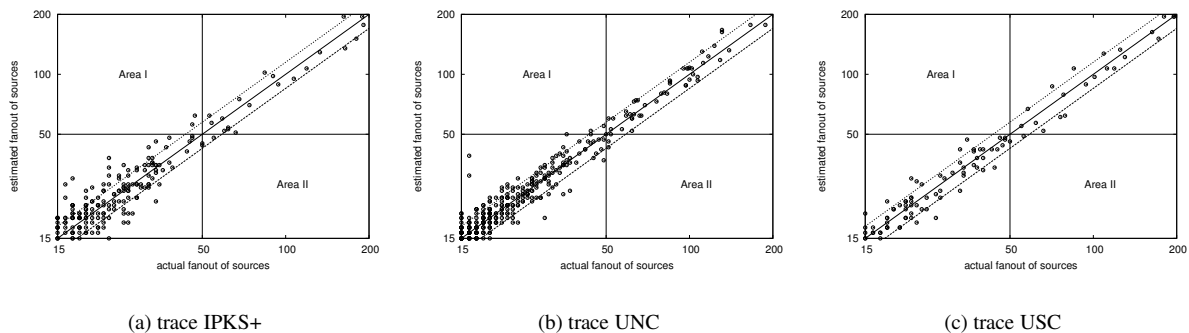 200
100
50
15
estimated fanout of sources
Area I
Area II
15 50 100 200
actual fanout of sources
(a) trace IPKS+
200
100
50
15
estimated fanout of sources
Area I
Area II
15 50 100 200
actual fanout of sources
(b) trace UNC
200
100
50
15
estimated fanout of sources
Area I
Area II
15 50 100 200
actual fanout of sources
(c) trace USC